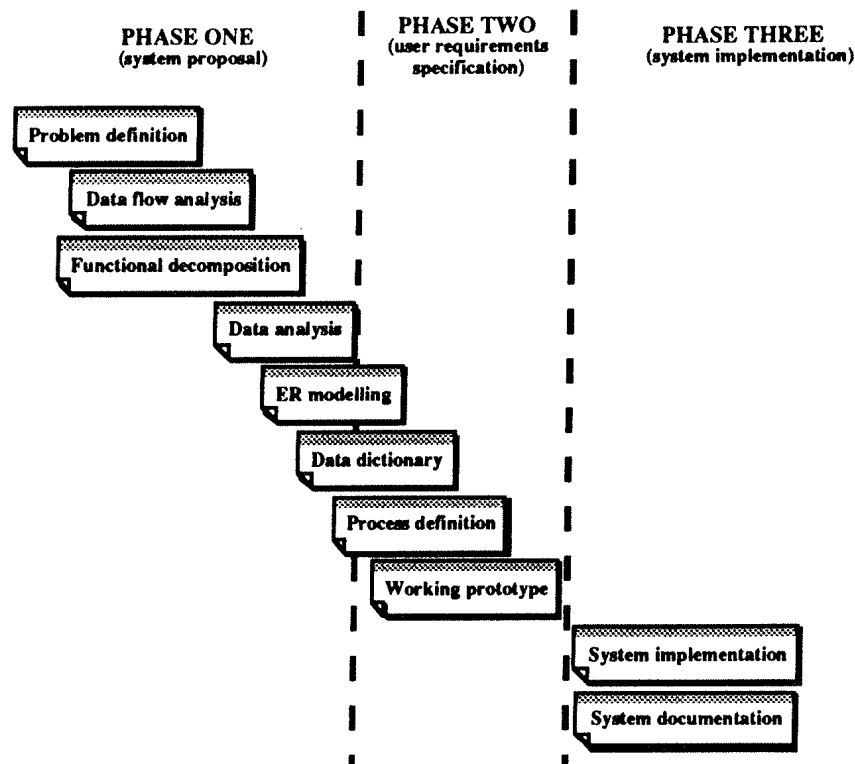 PHASE ONE
(system proposal)
PHASE TWO
(user requirements
specification)
PHASE THREE
(system implementation)
Problem definition
Data flow analysis
Functional decomposition
Data analysis
ER modelling
Data dictionary
Process definition
Working prototype
System implementation
System documentation